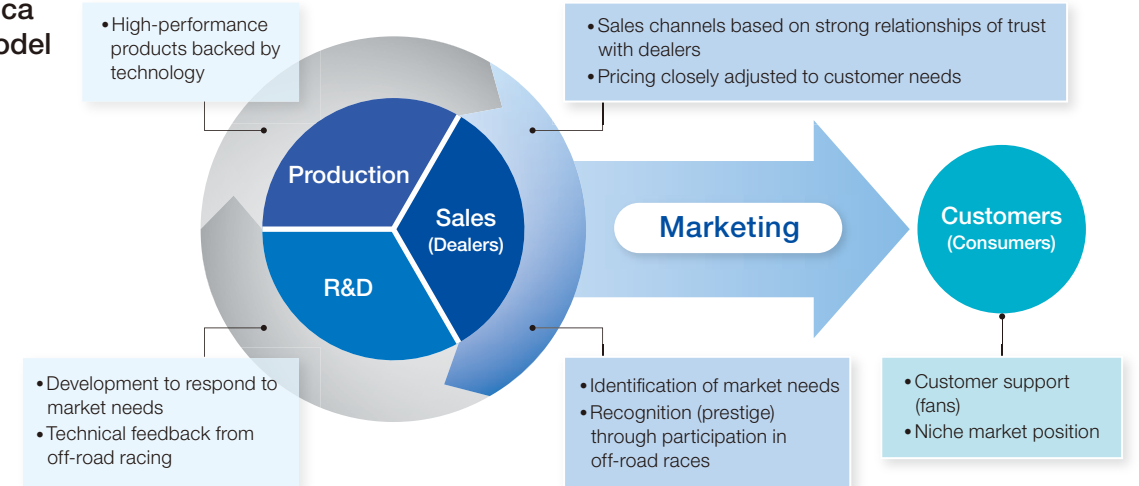 ca
odel
• High-performance
products backed by
technology
• Sales channels based on strong relationships of trust
with dealers
• Pricing closely adjusted to customer needs
Production
Sales
(Dealers)
R&D
Marketing
Customers
(Consumers)
• Development to respond to
market needs
• Technical feedback from
off-road racing
• Identification of market needs
• Recognition (prestige)
through participation in
off-road races
• Customer support
(fans)
• Niche market position